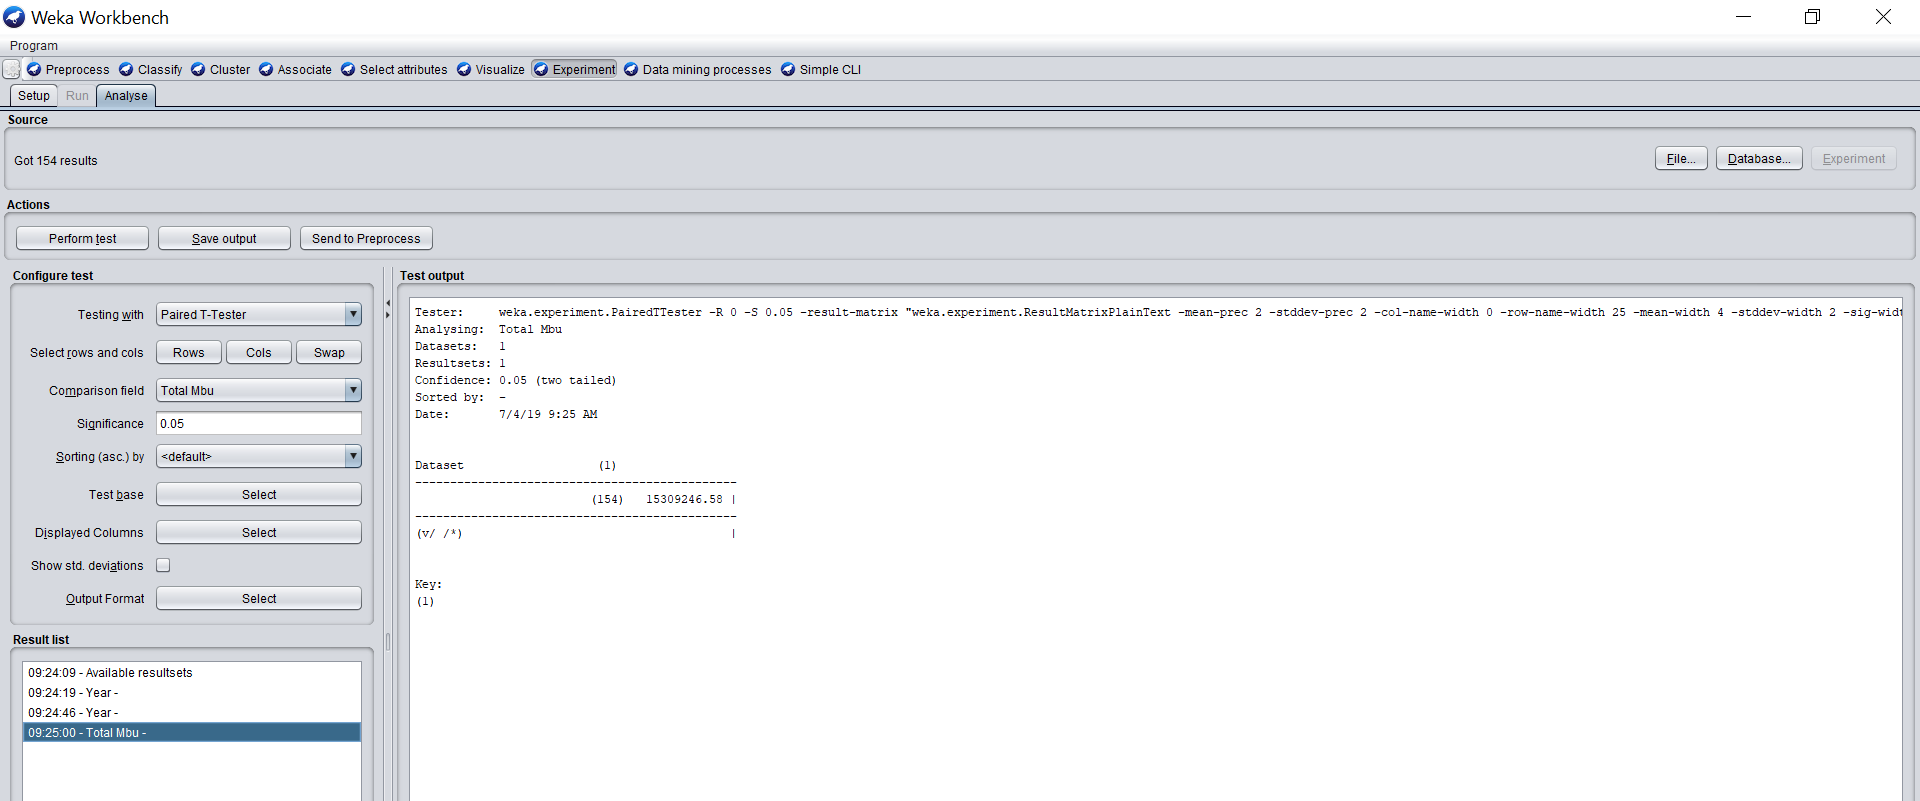 Weka Workbench
Program
Preprocess Classify Cluster Associate Select attributes Visualize Experiment Data mining processes Simple CLI
Setup Run Analyse
Source
Got 154 results
File... Database... Experiment
Actions
Perform test Save output Send to Preprocess
Configure test
Testing with Paired T-Tester
Select rows and cols Rows Cols Swap
Comparison field Total Mbu
Significance 0.05
Sorting (asc.) by <default>
Test base Select
Displayed Columns Select
Show std. deviations
Output Format Select
Result list
09:24:09 - Available resultsets
09:24:19 - Year -
09:24:46 - Year -
09:25:00 - Total Mbu -
Test output
Tester: weka.experiment.PairedTTester -R 0 -S 0.05 -result-matrix "weka.experiment.ResultMatrixPlainText -mean-prec 2 -stddev-prec 2 -col-name-width 0 -row-name-width 25 -mean-width 4 -stddev-width 2 -sig-widt
Analysing: Total Mbu
Datasets: 1
Resultsets: 1
Confidence: 0.05 (two tailed)
Sorted by: -
Date: 7/4/19 9:25 AM
Dataset (1)
----------------------------------------------
(154) 15309246.58 |
----------------------------------------------
(v/ /*) |
Key:
(1)